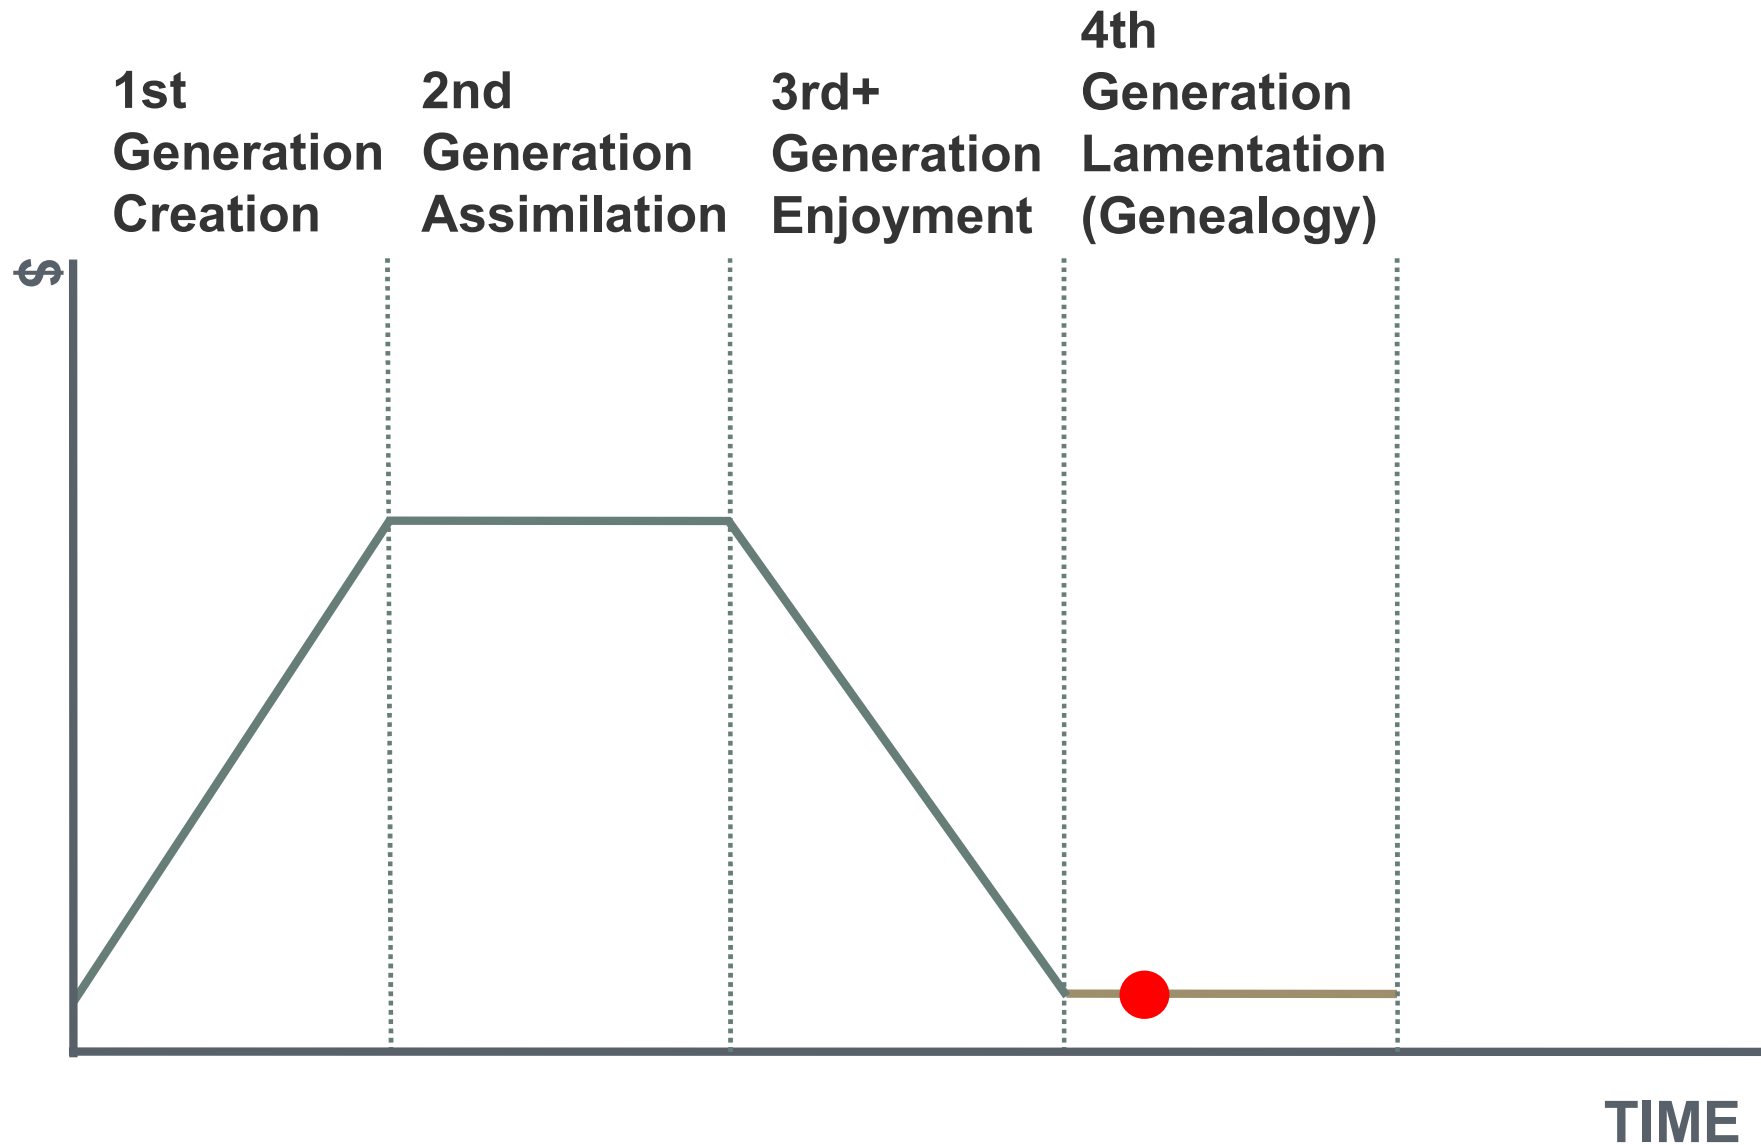 1st
Generation
Creation
2nd
Generation
Assimilation
3rd+
Generation
Enjoyment
4th
Generation
Lamentation
(Genealogy)
$
TIME